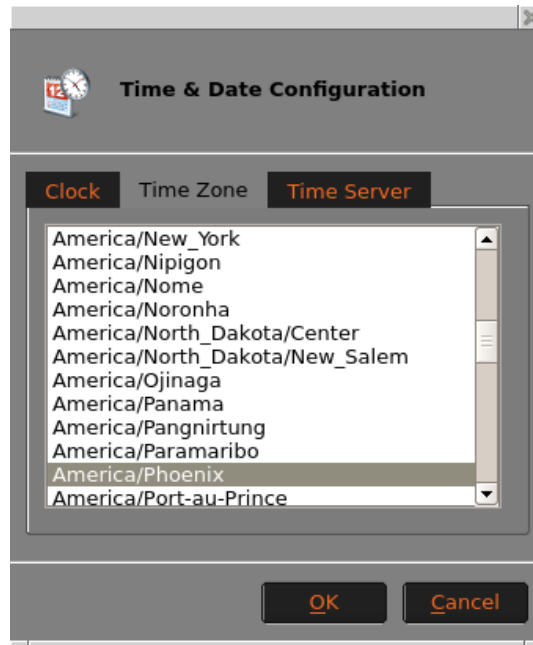 Time & Date Configuration
Clock Time Zone Time Server
America/New_York
America/Nipigon
America/Nome
America/Noronha
America/North_Dakota/Center
America/North_Dakota/New_Salem
America/Ojinaga
America/Panama
America/Pangnirtung
America/Paramaribo
America/Phoenix
America/Port-au-Prince
OK Cancel